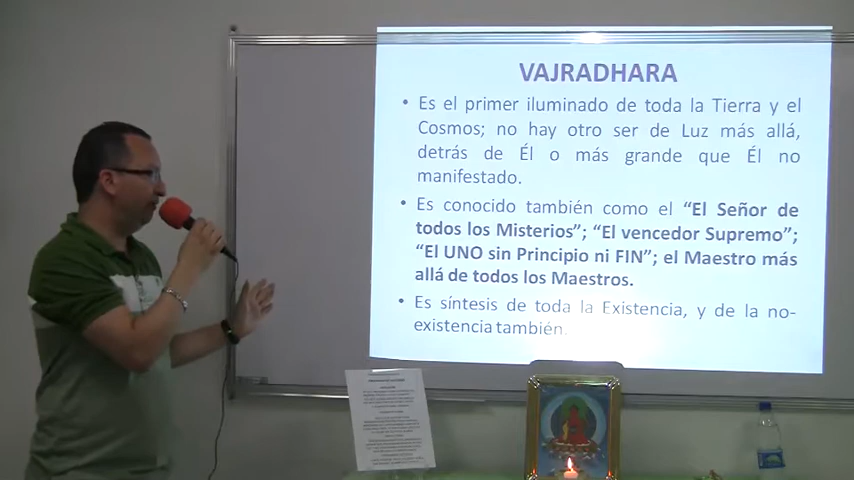 VAJRADHARA
• Es el primer iluminado de toda la Tierra y el
Cosmos; no hay otro ser de Luz más allá,
detrás de Él o más grande que Él no
manifestado.
• Es conocido también como el “El Señor de
todos los Misterios”; “El vencedor Supremo”;
“El UNO sin Principio ni FIN”; el Maestro más
allá de todos los Maestros.
• Es síntesis de toda la Existencia, y de la no-
existencia también.